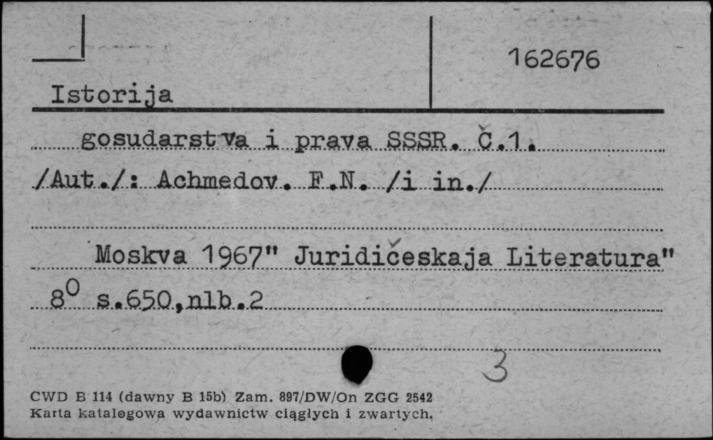 162676
Istorija
gosudarstva i prava SSSR. Č.1.
/Aut./: Achmedov. F.N. /i in./
Moskva 1967" Juridičeskaja Literatura"
8⁰ s.650,nlb.2
3
CWD B 114 (dawny B 15b) Zam. 897/DW/On ZGG 2542
Karta katalogowa wydawnictw ciągłych i zwartych.